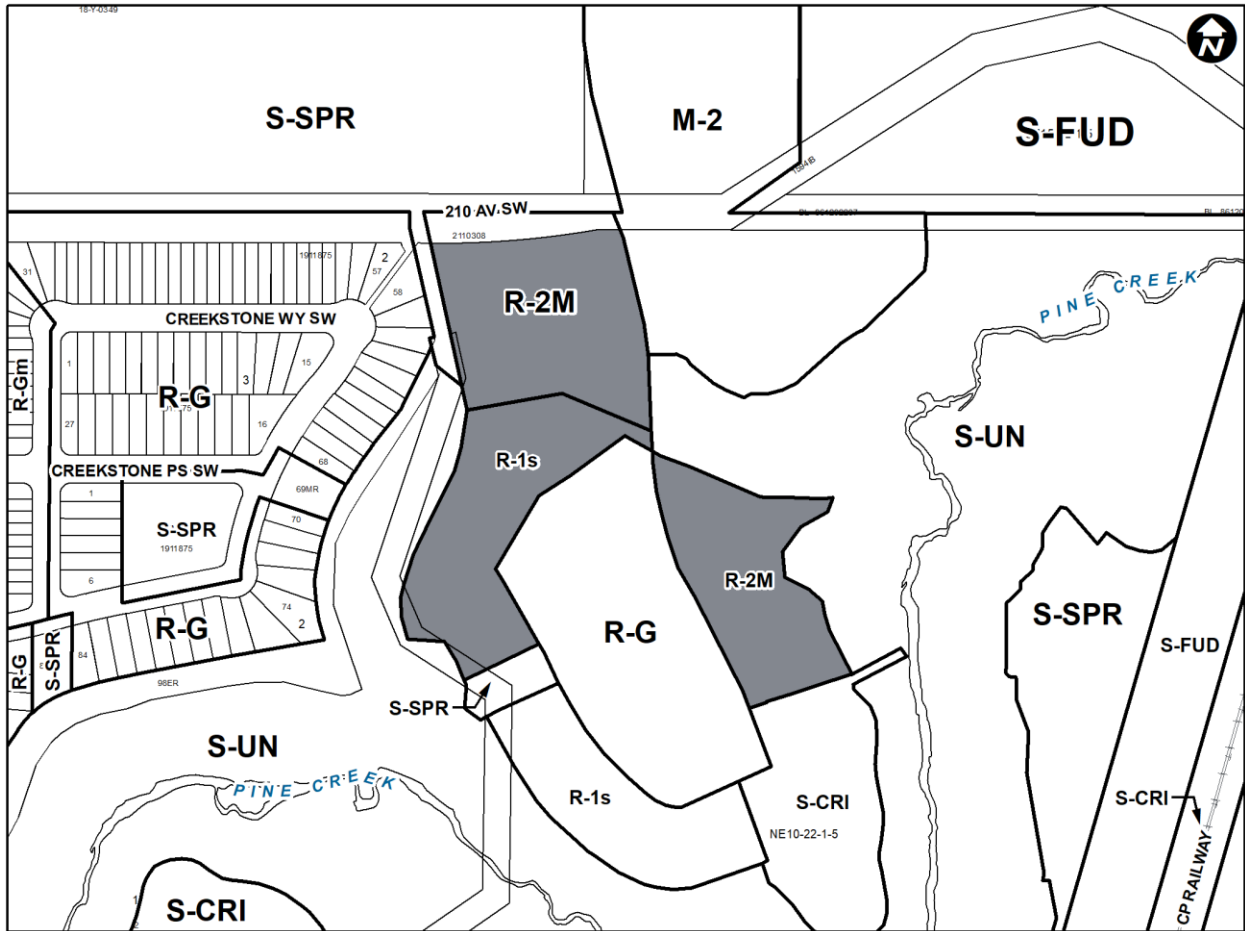 18-Y-0349
N
S-SPR
M-2
S-FUD
1594IB
210 AV SW
2110308
31
1911875
2
57
58
R-2M
PINE CREEK
CREEKSTONE WY SW
1
15
R-Gm
R-G
3
27
16
S-UN
R-1s
CREEKSTONE PS SW
68
69MR
1
70
S-SPR
1911875
R-2M
6
74
S-SPR
R-G
2
R-G
S-FUD
R-G
S-SPR
84
98ER
S-SPR
S-UN
PINE CREEK
R-1s
S-CRI
S-CRI
NE10-22-1-5
CP RAILWAY
S-CRI